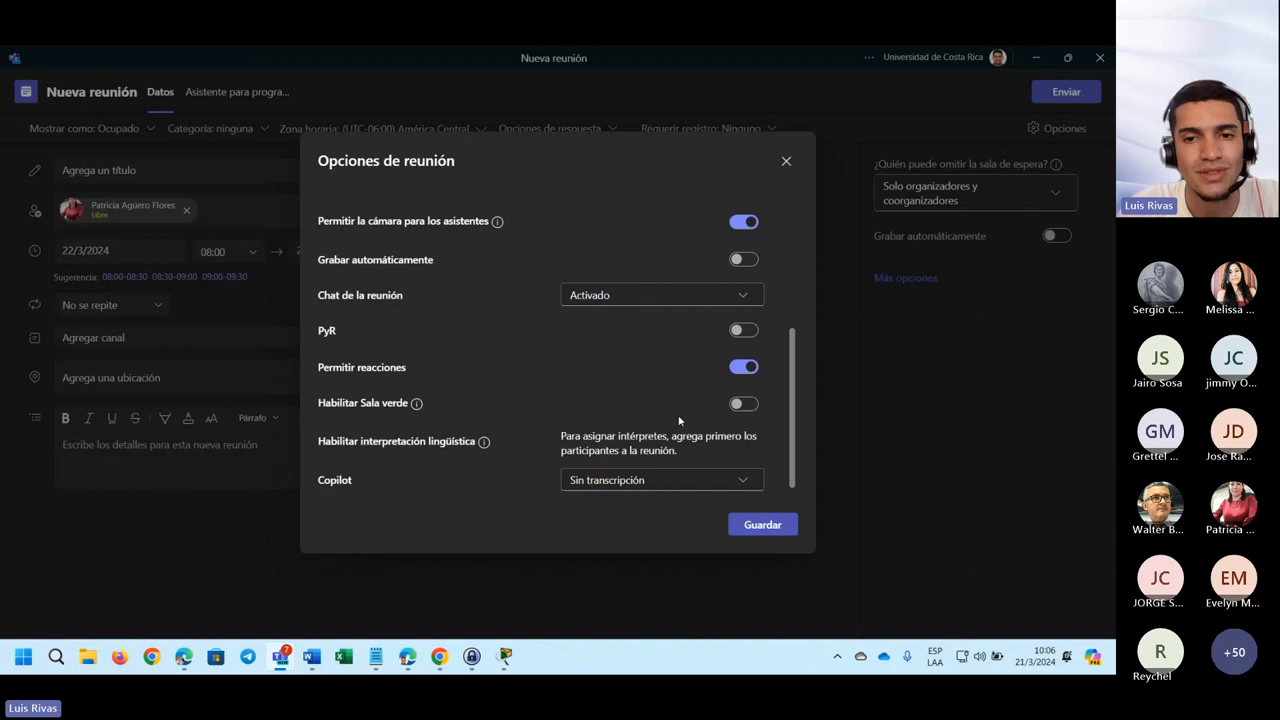 Nueva reunión
Universidad de Costa Rica
Nueva reunión Datos Asistente para progra... Enviar
Mostrar como: Ocupado Categoría: ninguna Zona horaria: (UTC-06:00) América Central Opciones de respuesta Requerir registro: Ninguno Opciones
Agrega un título
Patricia Agüero Flores
Libre
22/3/2024 08:00
Sugerencia: 08:00-08:30 08:30-09:00 09:00-09:30
No se repite
Agregar canal
Agrega una ubicación
B I U S A AA Párrafo
Escribe los detalles para esta nueva reunión
Opciones de reunión
Permitir la cámara para los asistentes
Grabar automáticamente
Chat de la reunión Activado
PyR
Permitir reacciones
Habilitar Sala verde
Habilitar interpretación lingüística Para asignar intérpretes, agrega primero los
participantes a la reunión.
Copilot Sin transcripción
Guardar
¿Quién puede omitir la sala de espera?
Solo organizadores y
coorganizadores
Grabar automáticamente
Más opciones
Luis Rivas
Sergio C... Melissa ...
JS JC
Jairo Sosa jimmy O...
GM JD
Grettel ... Jose Ra...
Walter B... Patricia ...
JC EM
JORGE S... Evelyn M...
R +50
Reychel
7
ESP
LAA
10:06
21/3/2024
Luis Rivas